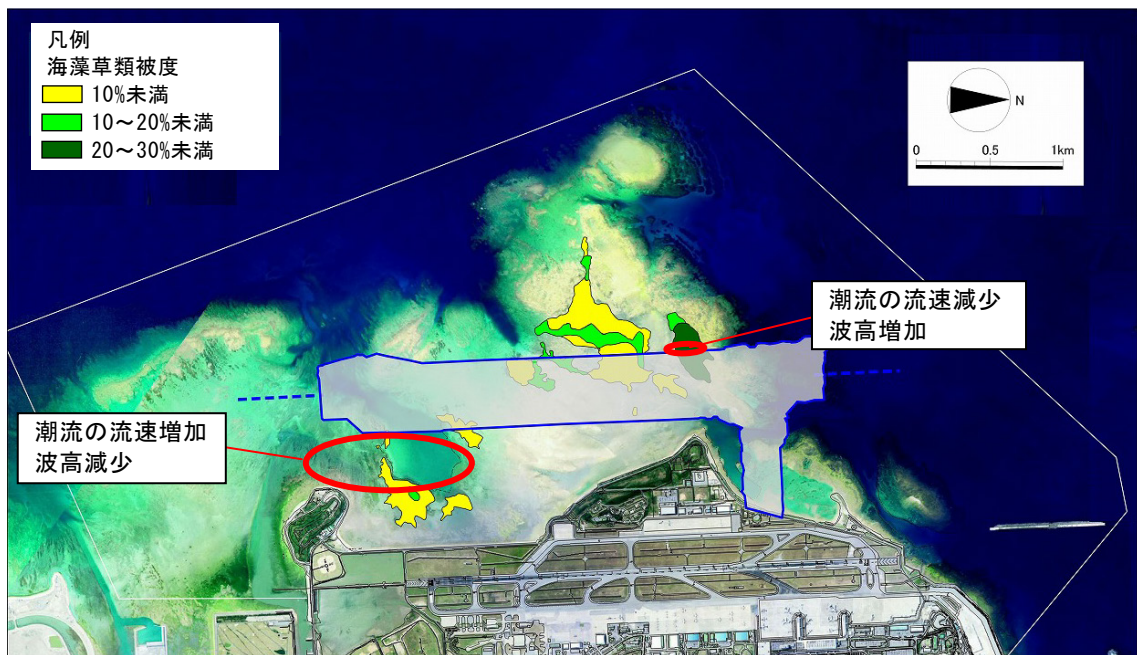 凡例
海藻草類被度
10%未満
10～20%未満
20～30%未満
N
0 0.5 1km
潮流の流速減少
波高増加
潮流の流速増加
波高減少